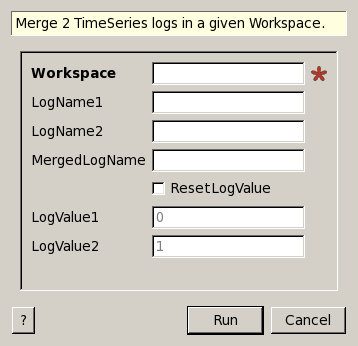 Merge 2 TimeSeries logs in a given Workspace.
Workspace
LogName1
LogName2
MergedLogName
ResetLogValue
LogValue1 0
LogValue2 1
? Run Cancel